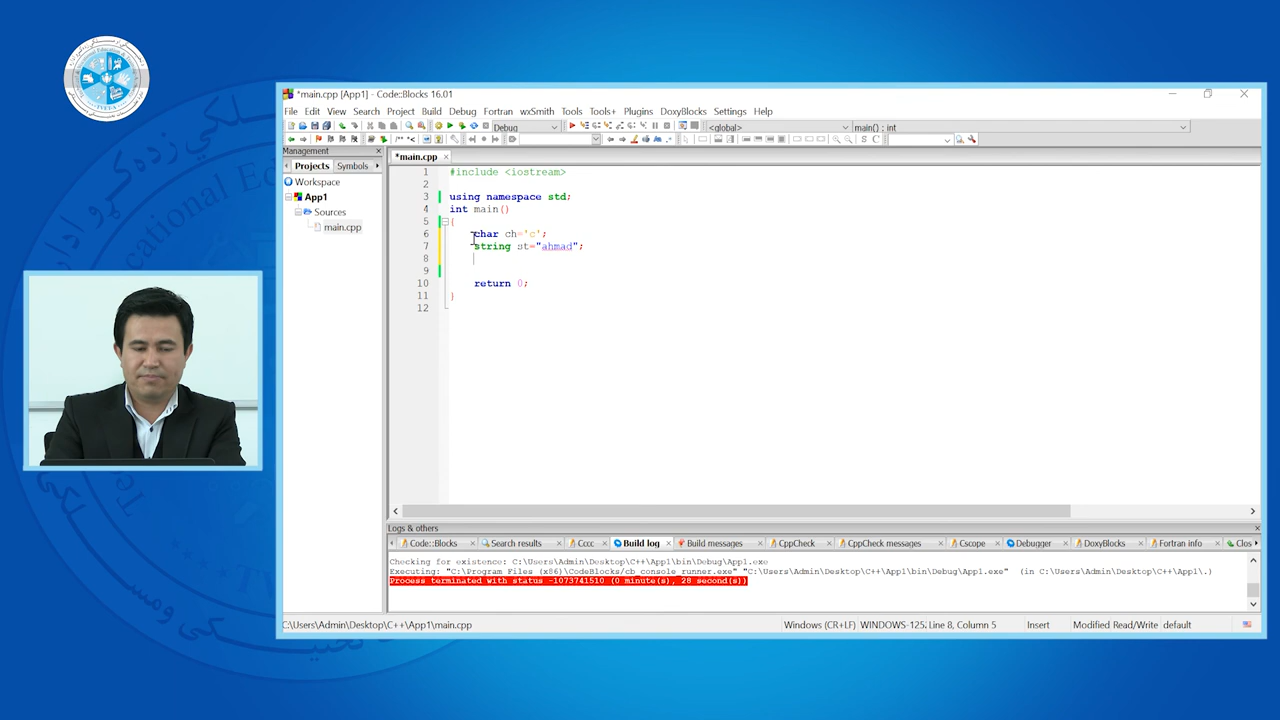 *main.cpp [App1] - Code::Blocks 16.01
File Edit View Search Project Build Debug Fortran wxSmith Tools Tools+ Plugins DoxyBlocks Settings Help
Debug
<global>
main() : int
Management
Projects
Symbols
*main.cpp
Workspace
App1
Sources
main.cpp
1 #include <iostream>
2
3 using namespace std;
4 int main()
5 {
6 char ch='c';
7 string st="ahmad";
8
9
10 return 0;
11 }
12
Logs & others
Code::Blocks
Search results
Cccc
Build log
Build messages
CppCheck
CppCheck messages
Cscope
Debugger
DoxyBlocks
Fortran info
Clos
Checking for existence: C:\Users\Admin\Desktop\C++\App1\bin\Debug\App1.exe
Executing: "C:\Program Files (x86)\CodeBlocks/cb_console_runner.exe" "C:\Users\Admin\Desktop\C++\App1\bin\Debug\App1.exe" (in C:\Users\Admin\Desktop\C++\App1\.)
Process terminated with status -1073741510 (0 minute(s), 28 second(s))
C:\Users\Admin\Desktop\C++\App1\main.cpp
Windows (CR+LF)
WINDOWS-125
Line 8, Column 5
Insert
Modified
Read/Write
default